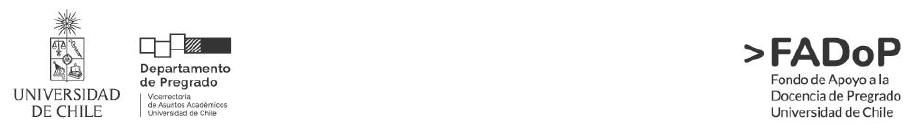 UNIVERSIDAD
DE CHILE
Departamento
de Pregrado
Vicerrectoría
de Asuntos Académicos
Universidad de Chile
>FADoP
Fondo de Apoyo a la
Docencia de Pregrado
Universidad de Chile